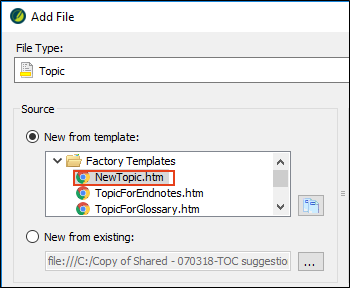 Add File
File Type:
Topic
Source
New from template:
Factory Templates
NewTopic.htm
TopicForEndnotes.htm
TopicForGlossary.htm
New from existing:
file:///C:/Copy of Shared - 070318-TOC suggestio
...